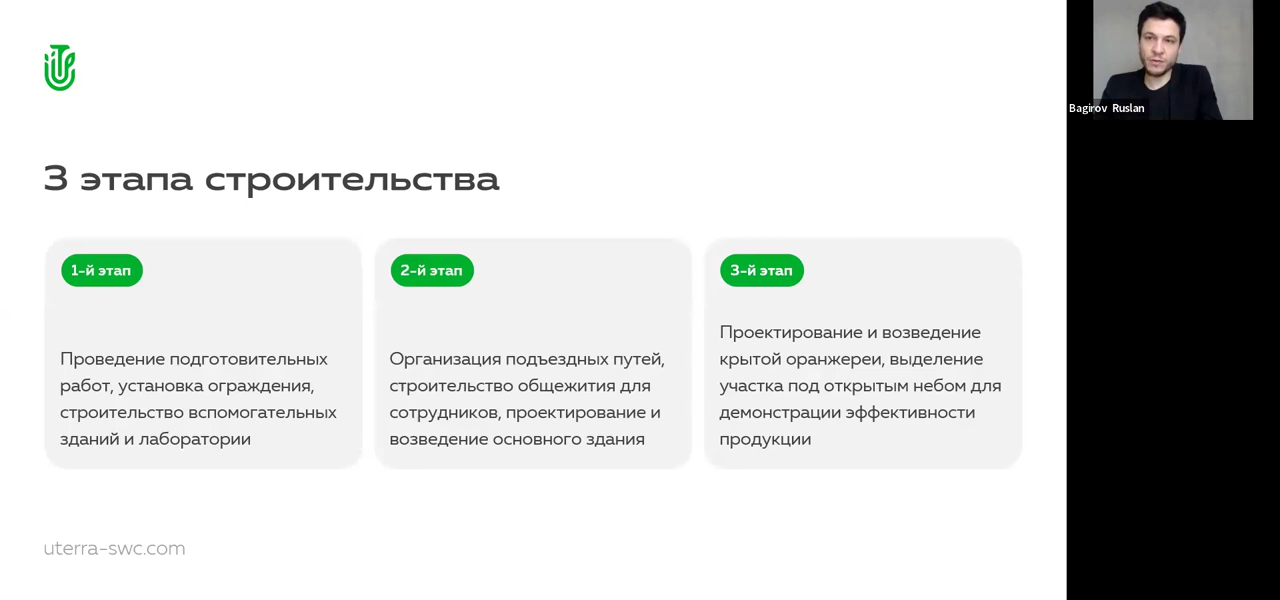 3 этапа строительства
1-й этап
Проведение подготовительных
работ, установка ограждения,
строительство вспомогательных
зданий и лаборатории
2-й этап
Организация подъездных путей,
строительство общежития для
сотрудников, проектирование и
возведение основного здания
3-й этап
Проектирование и возведение
крытой оранжереи, выделение
участка под открытым небом для
демонстрации эффективности
продукции
uterra-swc.com
Bagirov Ruslan